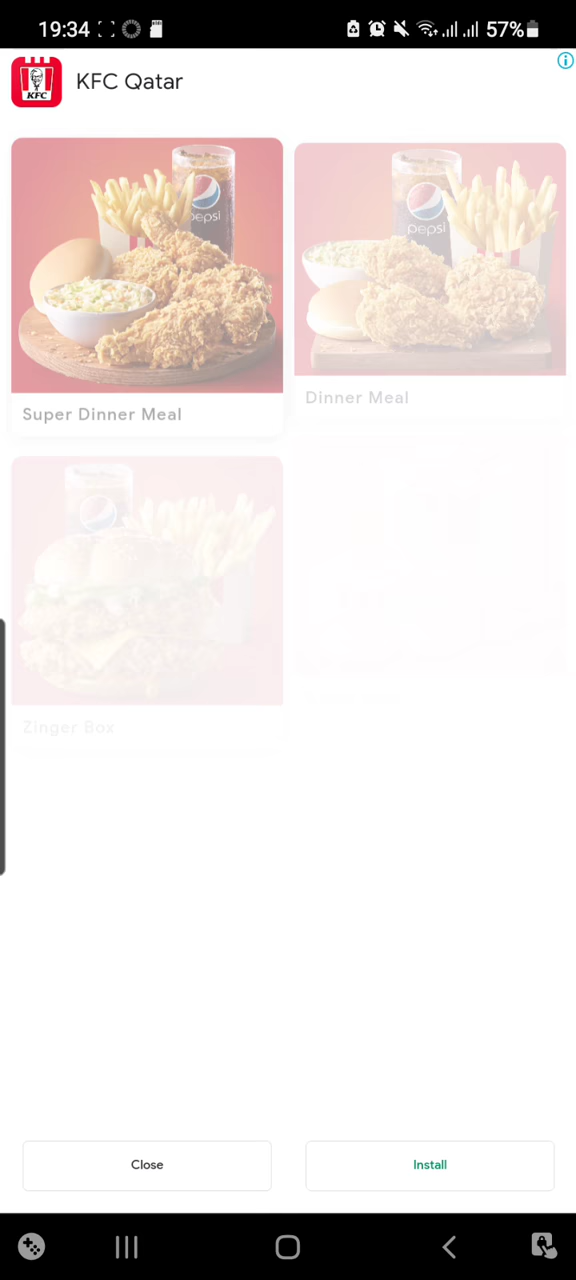 19:34
57%
KFC
KFC Qatar
pepsi
pepsi
Super Dinner Meal
Dinner Meal
Zinger Box
Close
Install